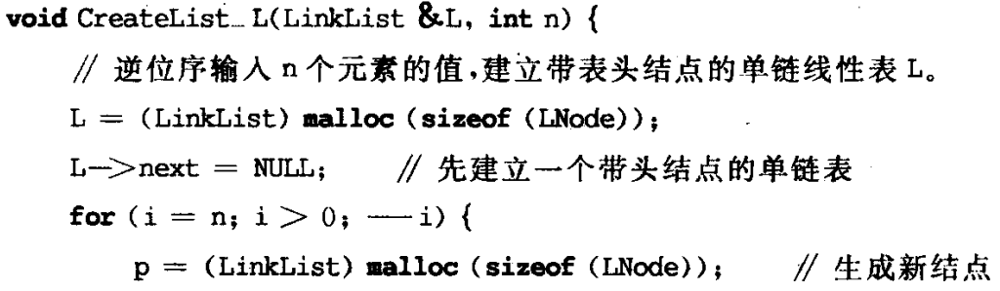 void CreateList_L(LinkList &L, int n) {
// 逆位序输入 n 个元素的值,建立带表头结点的单链线性表 L。
L = (LinkList) malloc (sizeof (LNode));
L->next = NULL; // 先建立一个带头结点的单链表
for (i = n; i > 0; --i) {
p = (LinkList) malloc (sizeof (LNode)); // 生成新结点